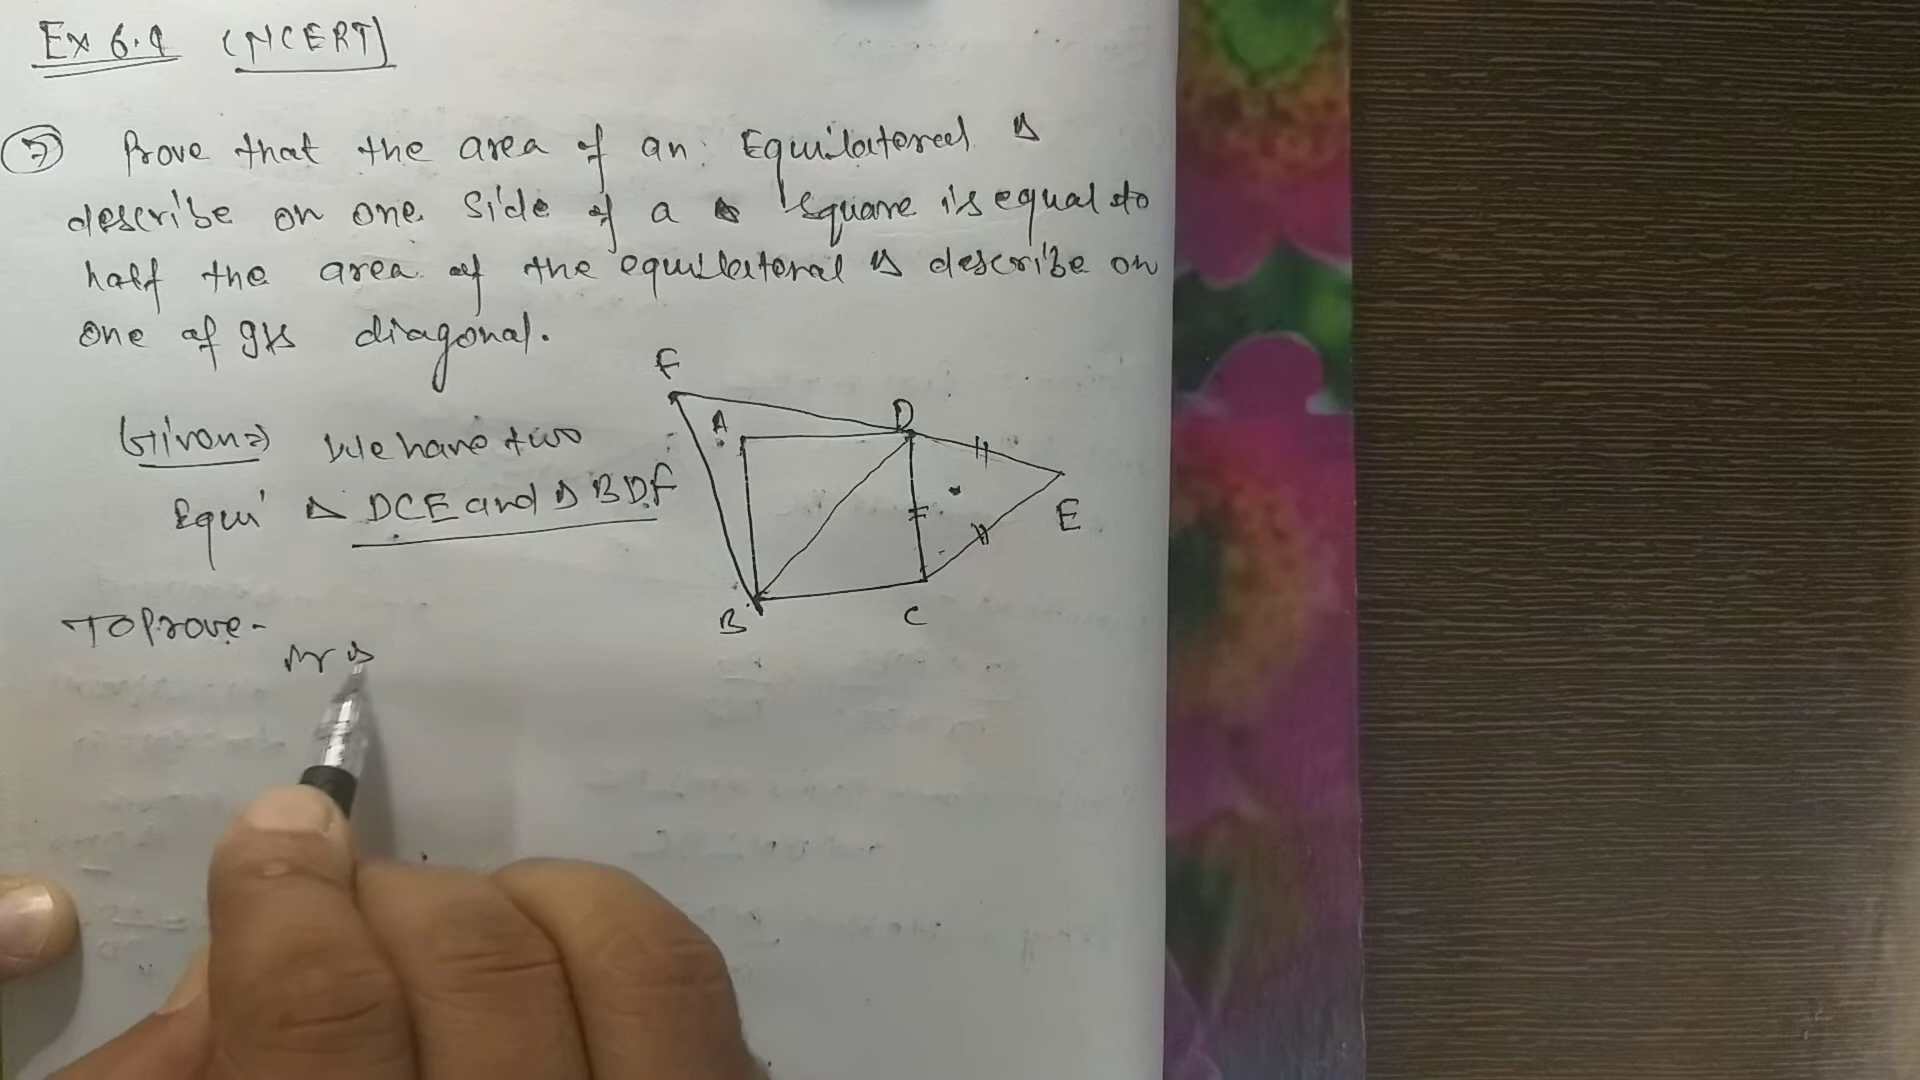 Ex 6.4 (NCERT)
7 Prove that the area of an Equilateral Δ
describe on one side of a square is equal to
half the area of the equilateral Δ describe on
one of its diagonal.
F
A
D
Given⇒ We have two
Equi' Δ DCE and Δ BDF
E
B
C
To Prove-
Ar Δ